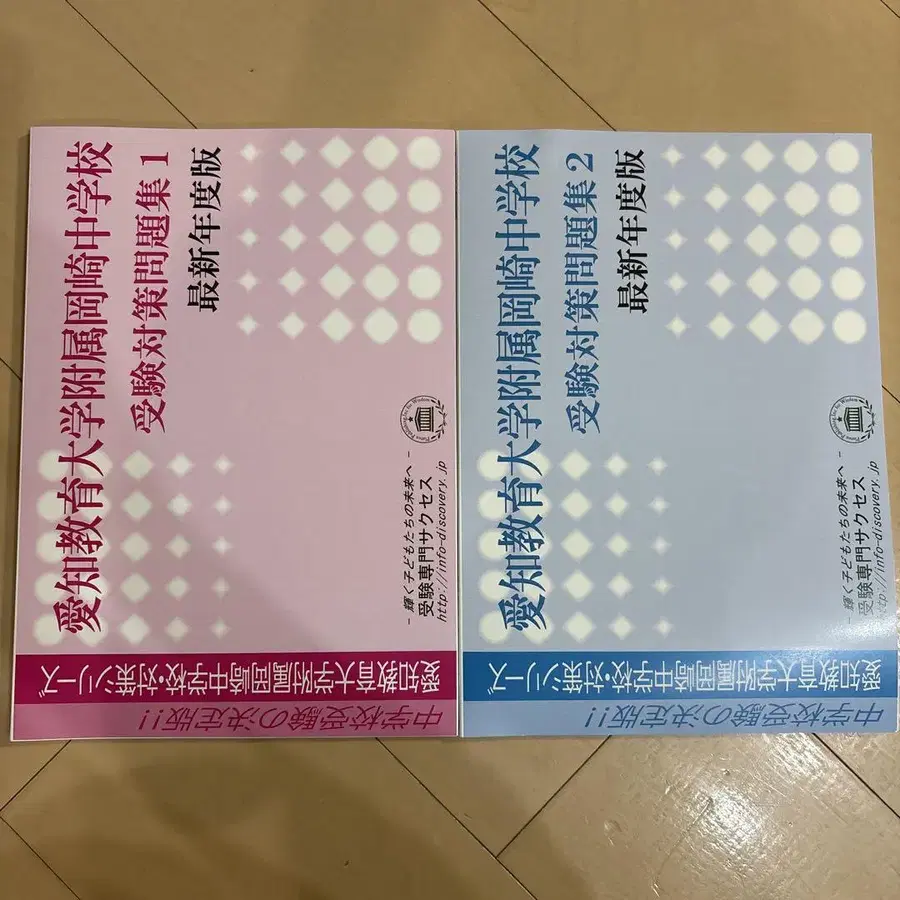 愛知教育大学附属岡崎中学校
受験対策問題集 1
最新年度版
- 輝く子どもたちの未来へ -
受験専門サクセス
http://info-discovery.jp
愛知教育大学附属岡崎中学校・対策シリーズ
中学校受験の決定版!!
愛知教育大学附属岡崎中学校
受験対策問題集 2
最新年度版
- 輝く子どもたちの未来へ -
受験専門サクセス
http://info-discovery.jp
愛知教育大学附属岡崎中学校・対策シリーズ
中学校受験の決定版!!